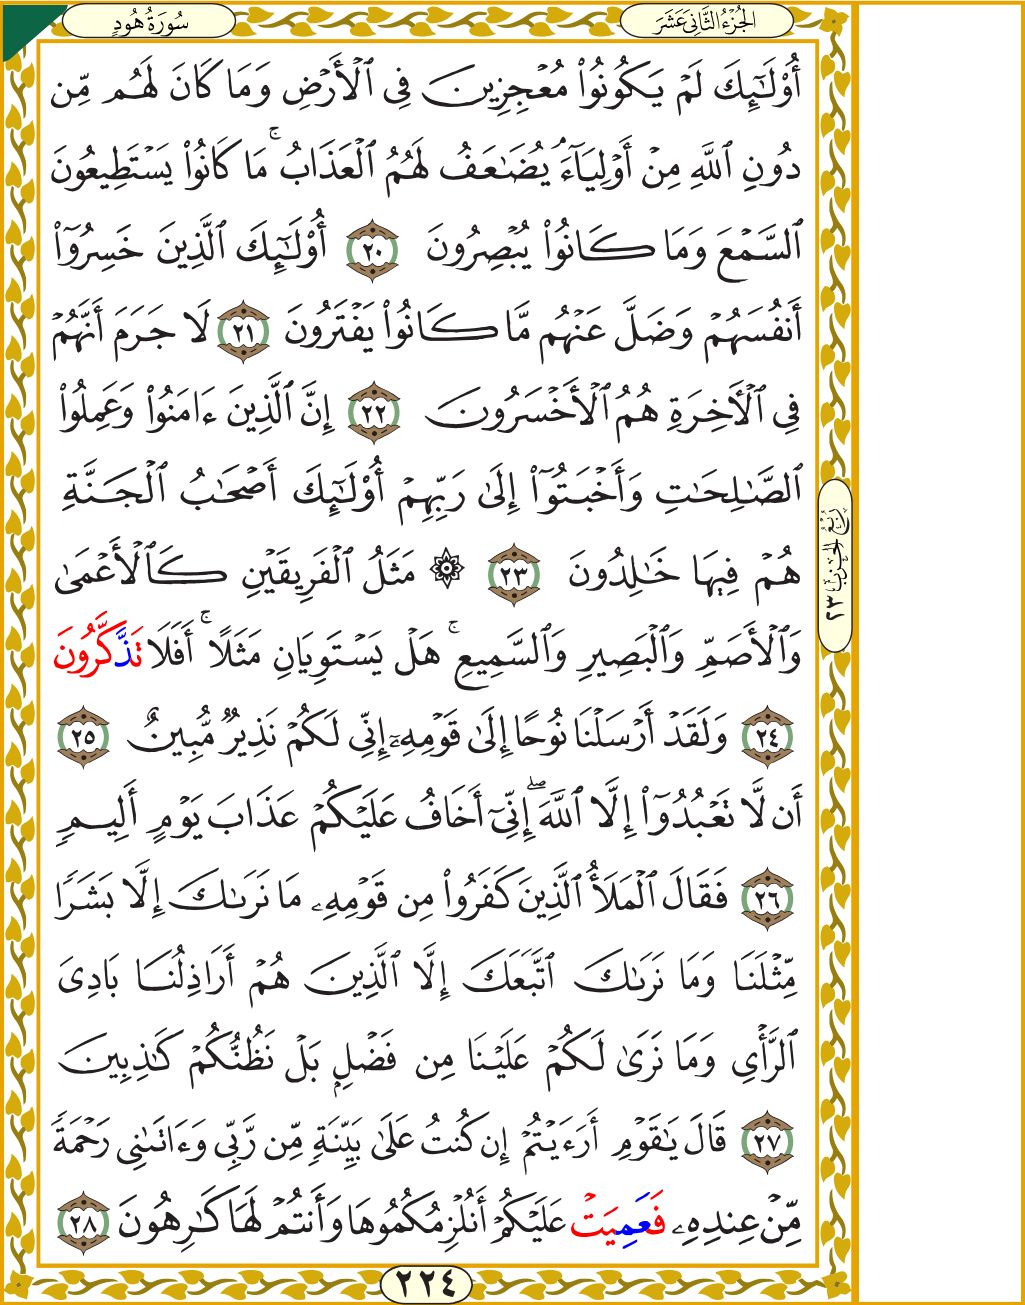 سُورَةُ هُودٍ
الجُزْءُ الثَّانِيَ عَشَرَ
أُوْلَٰٓئِكَ لَمۡ يَكُونُواْ مُعۡجِزِينَ فِي ٱلۡأَرۡضِ وَمَا كَانَ لَهُم مِّن
دُونِ ٱللَّهِ مِنۡ أَوۡلِيَآءَۘ يُضَٰعَفُ لَهُمُ ٱلۡعَذَابُۚ مَا كَانُواْ يَسۡتَطِيعُونَ
ٱلسَّمۡعَ وَمَا كَانُواْ يُبۡصِرُونَ ٢٠ أُوْلَٰٓئِكَ ٱلَّذِينَ خَسِرُوٓاْ
أَنفُسَهُمۡ وَضَلَّ عَنۡهُم مَّا كَانُواْ يَفۡتَرُونَ ٢١ لَا جَرَمَ أَنَّهُمۡ
فِي ٱلۡأٓخِرَةِ هُمُ ٱلۡأَخۡسَرُونَ ٢٢ إِنَّ ٱلَّذِينَ ءَامَنُواْ وَعَمِلُواْ
ٱلصَّٰلِحَٰتِ وَأَخۡبَتُوٓاْ إِلَىٰ رَبِّهِمۡ أُوْلَٰٓئِكَ أَصۡحَٰبُ ٱلۡجَنَّةِ
هُمۡ فِيهَا خَٰلِدُونَ ٢٣ ۞ مَثَلُ ٱلۡفَرِيقَيۡنِ كَٱلۡأَعۡمَىٰ
وَٱلۡأَصَمِّ وَٱلۡبَصِيرِ وَٱلسَّمِيعِۚ هَلۡ يَسۡتَوِيَانِ مَثَلًاۚ أَفَلَا تَذَّكَّرُونَ
٢٤ وَلَقَدۡ أَرۡسَلۡنَا نُوحًا إِلَىٰ قَوۡمِهِۦٓ إِنِّي لَكُمۡ نَذِيرٞ مُّبِينٌ ٢٥
أَن لَّا تَعۡبُدُوٓاْ إِلَّا ٱللَّهَۖ إِنِّيٓ أَخَافُ عَلَيۡكُمۡ عَذَابَ يَوۡمٍ أَلِيمٖ
٢٦ فَقَالَ ٱلۡمَلَأُ ٱلَّذِينَ كَفَرُواْ مِن قَوۡمِهِۦ مَا نَرَىٰكَ إِلَّا بَشَرٗا
مِّثۡلَنَا وَمَا نَرَىٰكَ ٱتَّبَعَكَ إِلَّا ٱلَّذِينَ هُمۡ أَرَاذِلُنَا بَادِيَ
ٱلرَّأۡيِ وَمَا نَرَىٰ لَكُمۡ عَلَيۡنَا مِن فَضۡلِۭ بَلۡ نَظُنُّكُمۡ كَٰذِبِينَ
٢٧ قَالَ يَٰقَوۡمِ أَرَءَيۡتُمۡ إِن كُنتُ عَلَىٰ بَيِّنَةٖ مِّن رَّبِّي وَءَاتَىٰنِي رَحۡمَةٗ
مِّنۡ عِندِهِۦ فَعَمِيَتۡ عَلَيۡكُمۡ أَنُلۡزِمُكُمُوهَا وَأَنتُمۡ لَهَا كَٰرِهُونَ ٢٨
رُبۡعُ الحِزۡبِ ٢٣
٢٢٤